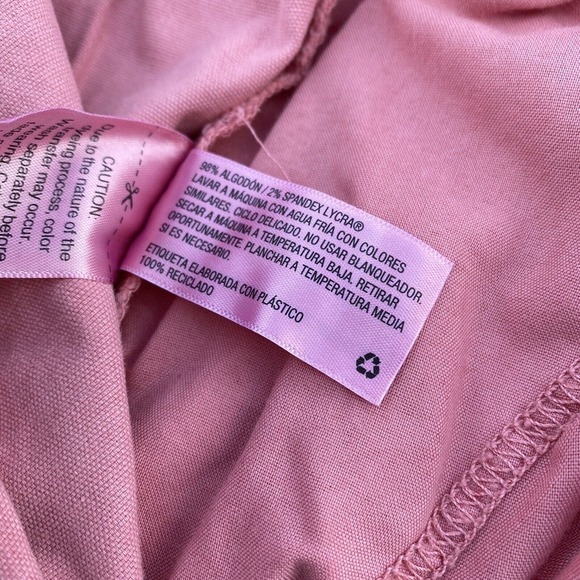 CAUTION:
Due to the nature of the
dyeing process, color
transfer may occur.
Wash separately before
wearing.
98% ALGODÓN / 2% SPANDEX LYCRA®
LAVAR A MÁQUINA CON AGUA FRÍA CON COLORES
SIMILARES. CICLO DELICADO. NO USAR BLANQUEADOR.
SECAR A MÁQUINA A TEMPERATURA BAJA. RETIRAR
OPORTUNAMENTE. PLANCHAR A TEMPERATURA MEDIA
SI ES NECESARIO.
ETIQUETA ELABORADA CON PLÁSTICO
100% RECICLADO